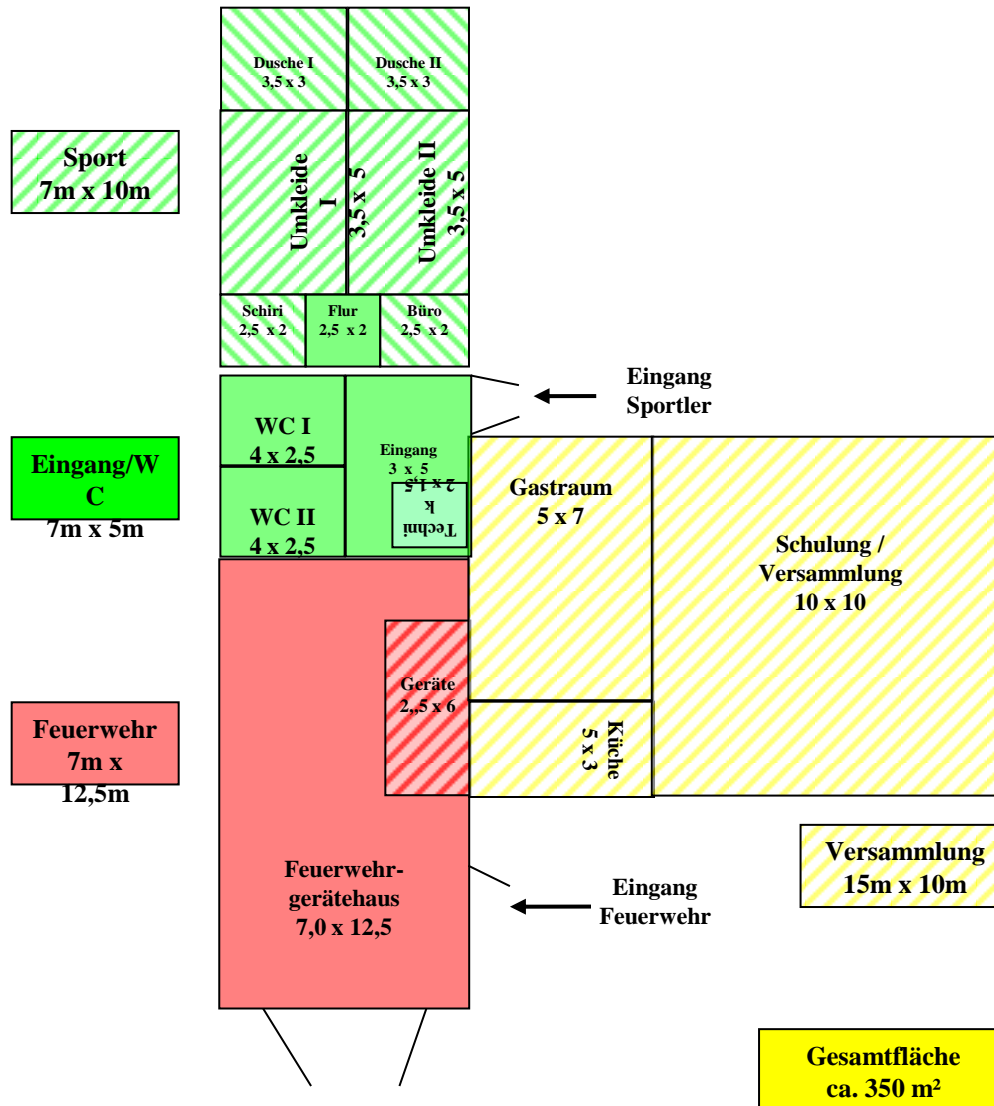 Dusche I
3,5 x 3
Dusche II
3,5 x 3
Sport
7m x 10m
Umkleide
I
3,5 x 5
Umkleide II
3,5 x 5
Schiri
2,5 x 2
Flur
2,5 x 2
Büro
2,5 x 2
Eingang
Sportler
WC I
4 x 2,5
Eingang
3 x 5
Eingang/W
C
7m x 5m
WC II
4 x 2,5
Techni
k
2 x 1,5
Gastraum
5 x 7
Schulung /
Versammlung
10 x 10
Geräte
2,,5 x 6
Feuerwehr
7m x
12,5m
Küche
5 x 3
Versammlung
15m x 10m
Feuerwehr-
gerätehaus
7,0 x 12,5
Eingang
Feuerwehr
Gesamtfläche
ca. 350 m²